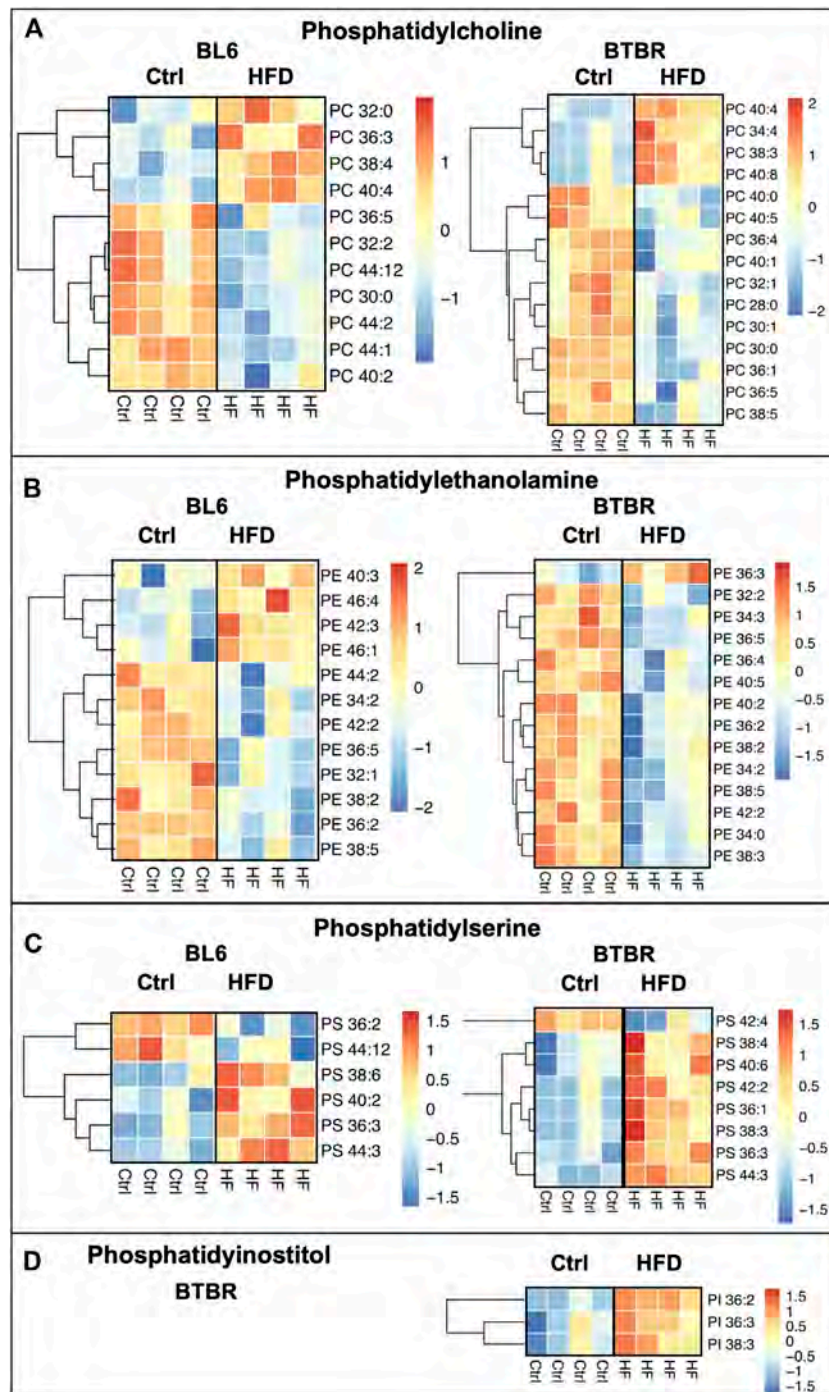 A
Phosphatidylcholine
BL6
Ctrl HFD
PC 32:0
PC 36:3
PC 38:4
PC 40:4
PC 36:5
PC 32:2
PC 44:12
PC 30:0
PC 44:2
PC 44:1
PC 40:2
1
0
−1
Ctrl Ctrl Ctrl Ctrl HF HF HF HF
BTBR
Ctrl HFD
PC 40:4
PC 34:4
PC 38:3
PC 40:8
PC 40:0
PC 40:5
PC 36:4
PC 40:1
PC 32:1
PC 28:0
PC 30:1
PC 30:0
PC 36:1
PC 36:5
PC 38:5
2
1
0
−1
−2
Ctrl Ctrl Ctrl Ctrl HF HF HF HF
B
Phosphatidylethanolamine
BL6
Ctrl HFD
PE 40:3
PE 46:4
PE 42:3
PE 46:1
PE 44:2
PE 34:2
PE 42:2
PE 36:5
PE 32:1
PE 38:2
PE 36:2
PE 38:5
2
1
0
−1
−2
Ctrl Ctrl Ctrl Ctrl HF HF HF HF
BTBR
Ctrl HFD
PE 36:3
PE 32:2
PE 34:3
PE 36:5
PE 36:4
PE 40:5
PE 40:2
PE 36:2
PE 38:2
PE 34:2
PE 38:5
PE 42:2
PE 34:0
PE 38:3
1.5
1
0.5
0
−0.5
−1
−1.5
Ctrl Ctrl Ctrl Ctrl HF HF HF HF
C
Phosphatidylserine
BL6
Ctrl HFD
PS 36:2
PS 44:12
PS 38:6
PS 40:2
PS 36:3
PS 44:3
1.5
1
0.5
0
−0.5
−1
−1.5
Ctrl Ctrl Ctrl Ctrl HF HF HF HF
BTBR
Ctrl HFD
PS 42:4
PS 38:4
PS 40:6
PS 42:2
PS 36:1
PS 38:3
PS 36:3
PS 44:3
1.5
1
0.5
0
−0.5
−1
−1.5
Ctrl Ctrl Ctrl Ctrl HF HF HF HF
D
Phosphatidyinostitol
BTBR
Ctrl HFD
PI 36:2
PI 36:3
PI 38:3
1.5
1
0.5
0
−0.5
−1
−1.5
Ctrl Ctrl Ctrl Ctrl HF HF HF HF